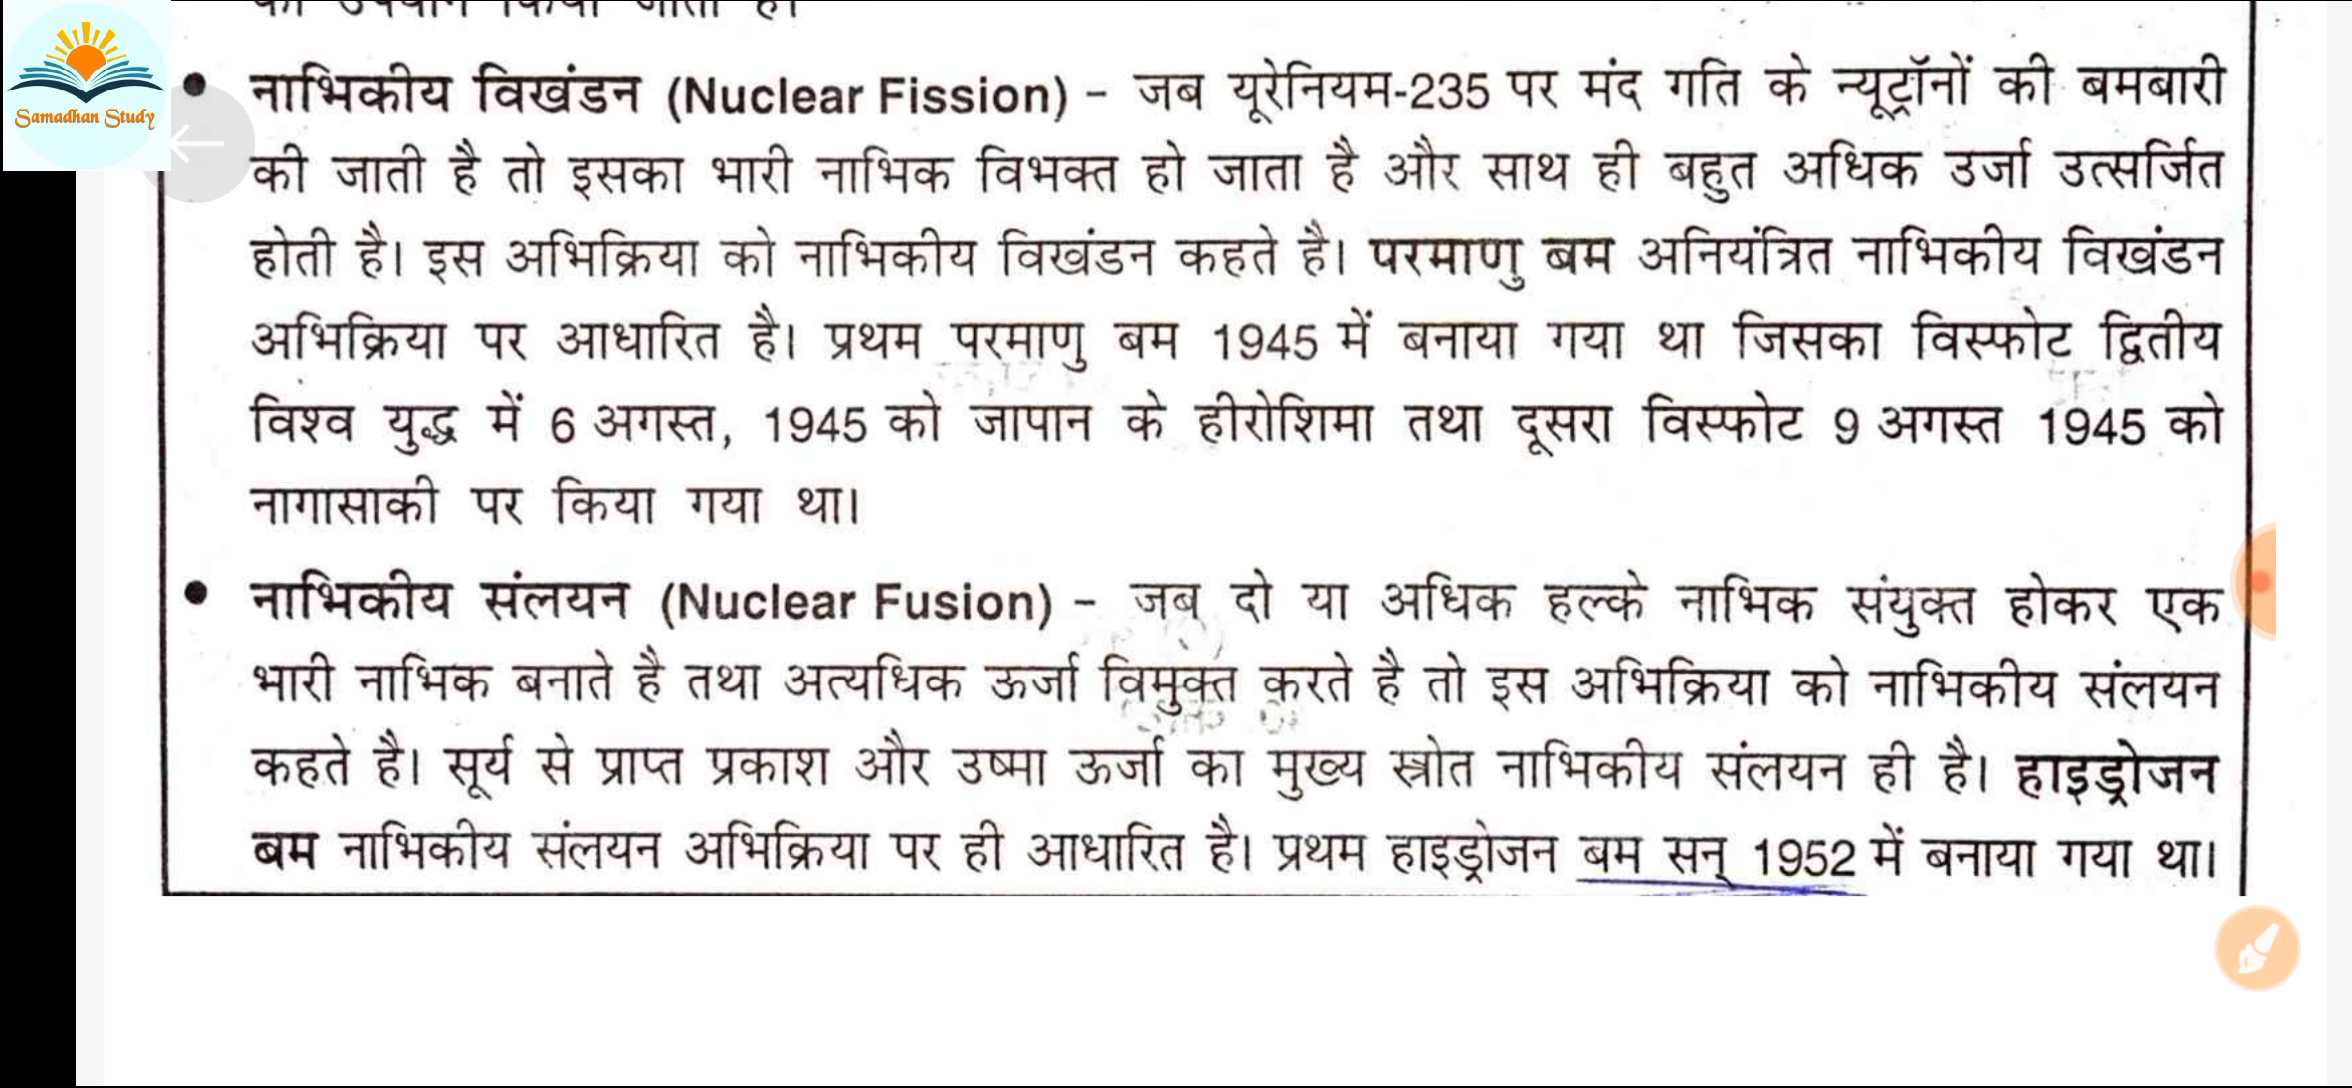 Samadhan Study
• नाभिकीय विखंडन (Nuclear Fission) – जब यूरेनियम-235 पर मंद गति के न्यूट्रॉनों की बमबारी
की जाती है तो इसका भारी नाभिक विभक्त हो जाता है और साथ ही बहुत अधिक उर्जा उत्सर्जित
होती है। इस अभिक्रिया को नाभिकीय विखंडन कहते है। परमाणु बम अनियंत्रित नाभिकीय विखंडन
अभिक्रिया पर आधारित है। प्रथम परमाणु बम 1945 में बनाया गया था जिसका विस्फोट द्वितीय
विश्व युद्ध में 6 अगस्त, 1945 को जापान के हीरोशिमा तथा दूसरा विस्फोट 9 अगस्त 1945 को
नागासाकी पर किया गया था।
• नाभिकीय संलयन (Nuclear Fusion) – जब दो या अधिक हल्के नाभिक संयुक्त होकर एक
भारी नाभिक बनाते है तथा अत्यधिक ऊर्जा विमुक्त करते है तो इस अभिक्रिया को नाभिकीय संलयन
कहते है। सूर्य से प्राप्त प्रकाश और उष्मा ऊर्जा का मुख्य स्त्रोत नाभिकीय संलयन ही है। हाइड्रोजन
बम नाभिकीय संलयन अभिक्रिया पर ही आधारित है। प्रथम हाइड्रोजन बम सन् 1952 में बनाया गया था।